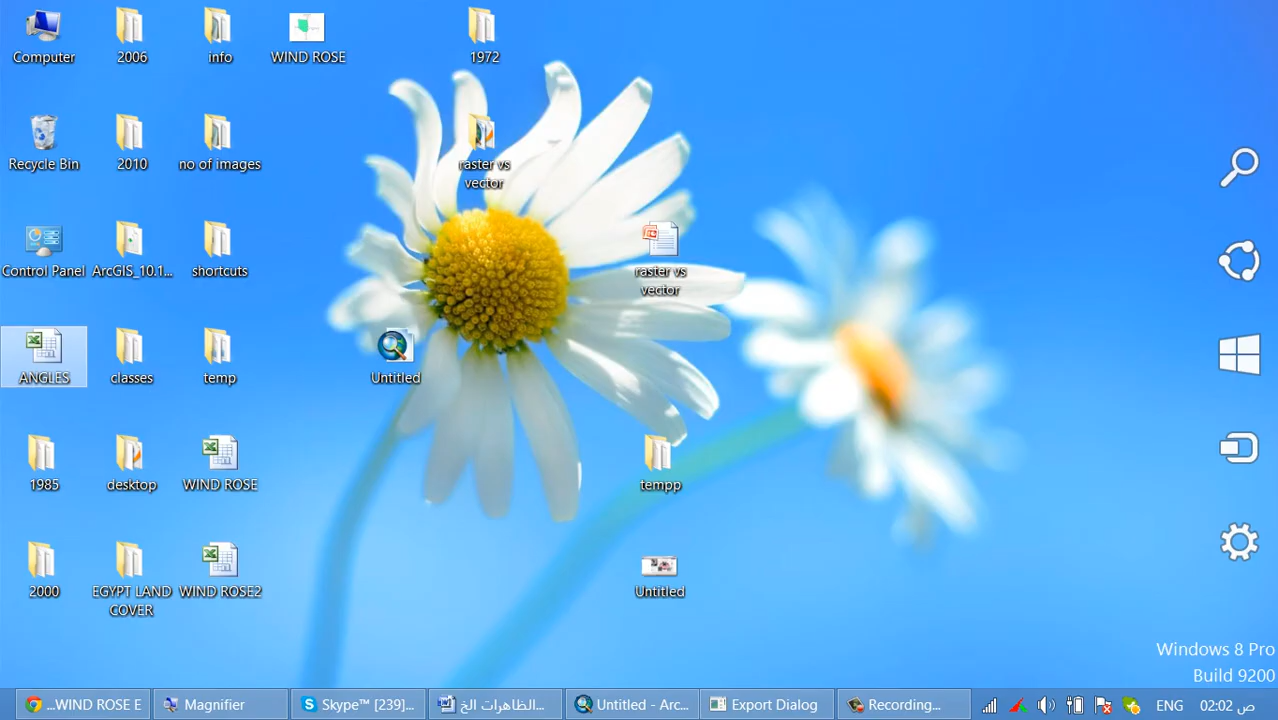 Computer
2006
info
WIND ROSE
1972
Recycle Bin
2010
no of images
raster vs
vector
Control Panel
ArcGIS_10.1...
shortcuts
raster vs
vector
ANGLES
classes
temp
Untitled
1985
desktop
WIND ROSE
tempp
2000
EGYPT LAND
COVER
WIND ROSE2
Untitled
Windows 8 Pro
Build 9200
...WIND ROSE E
Magnifier
Skype™ [239]...
الظاهرات الخ...
Untitled - Arc...
Export Dialog
Recording...
ENG
02:02 ص